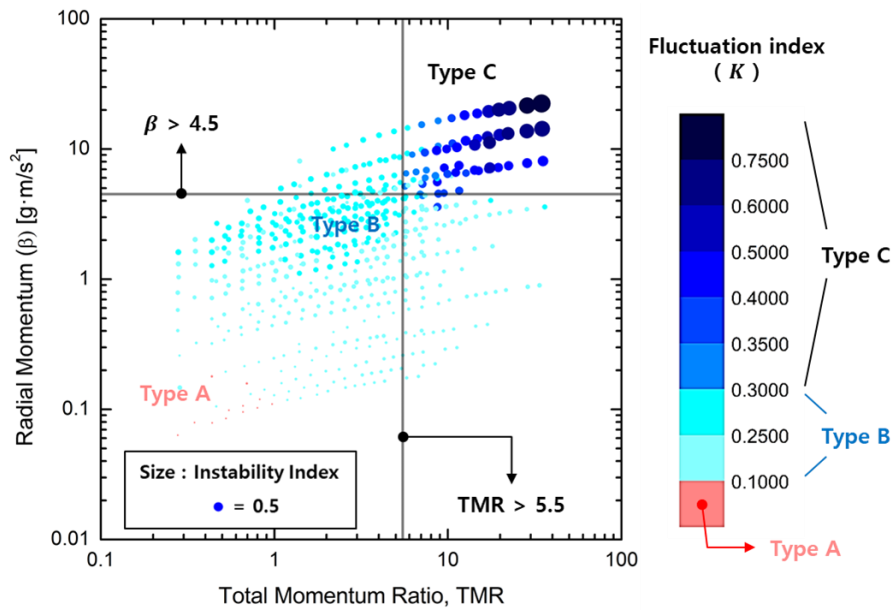 100
10
1
0.1
0.01
0.1
1
10
100
Radial Momentum (β) [g·m/s²]
Total Momentum Ratio, TMR
Type C
β > 4.5
Type B
Type A
Size : Instability Index
= 0.5
TMR > 5.5
Fluctuation index
( K )
0.7500
0.6000
0.5000
0.4000
0.3500
0.3000
0.2500
0.1000
Type C
Type B
Type A